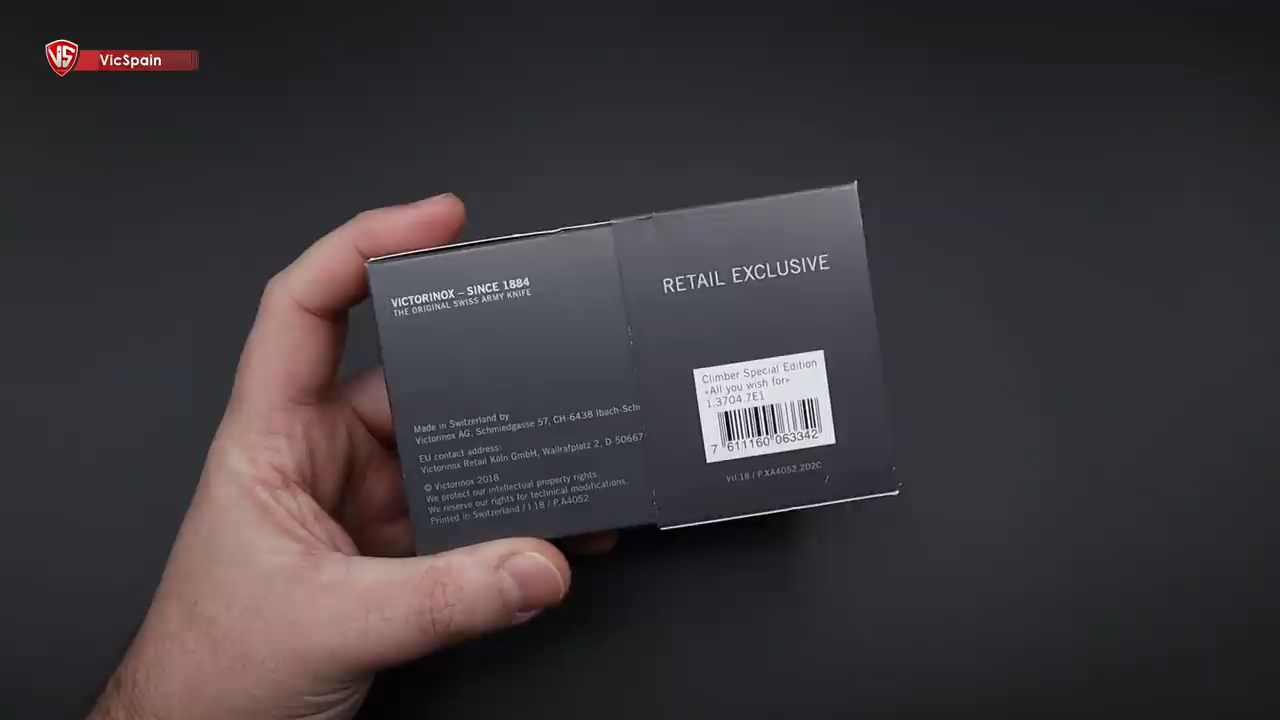 VS VicSpain
VICTORINOX – SINCE 1884
THE ORIGINAL SWISS ARMY KNIFE
Made in Switzerland by
Victorinox AG, Schmiedgasse 57, CH-6438 Ibach-Sch
EU contact address:
Victorinox Retail Köln GmbH, Wallrafplatz 2, D-50667
© Victorinox 2018
We protect our intellectual property rights.
We reserve our rights for technical modifications.
Printed in Switzerland / I.18 / P.A4052
RETAIL EXCLUSIVE
Climber Special Edition
«All you wish for»
1.3704.7E1
7 611160 063342
VII.18 / P.XA4052.202C